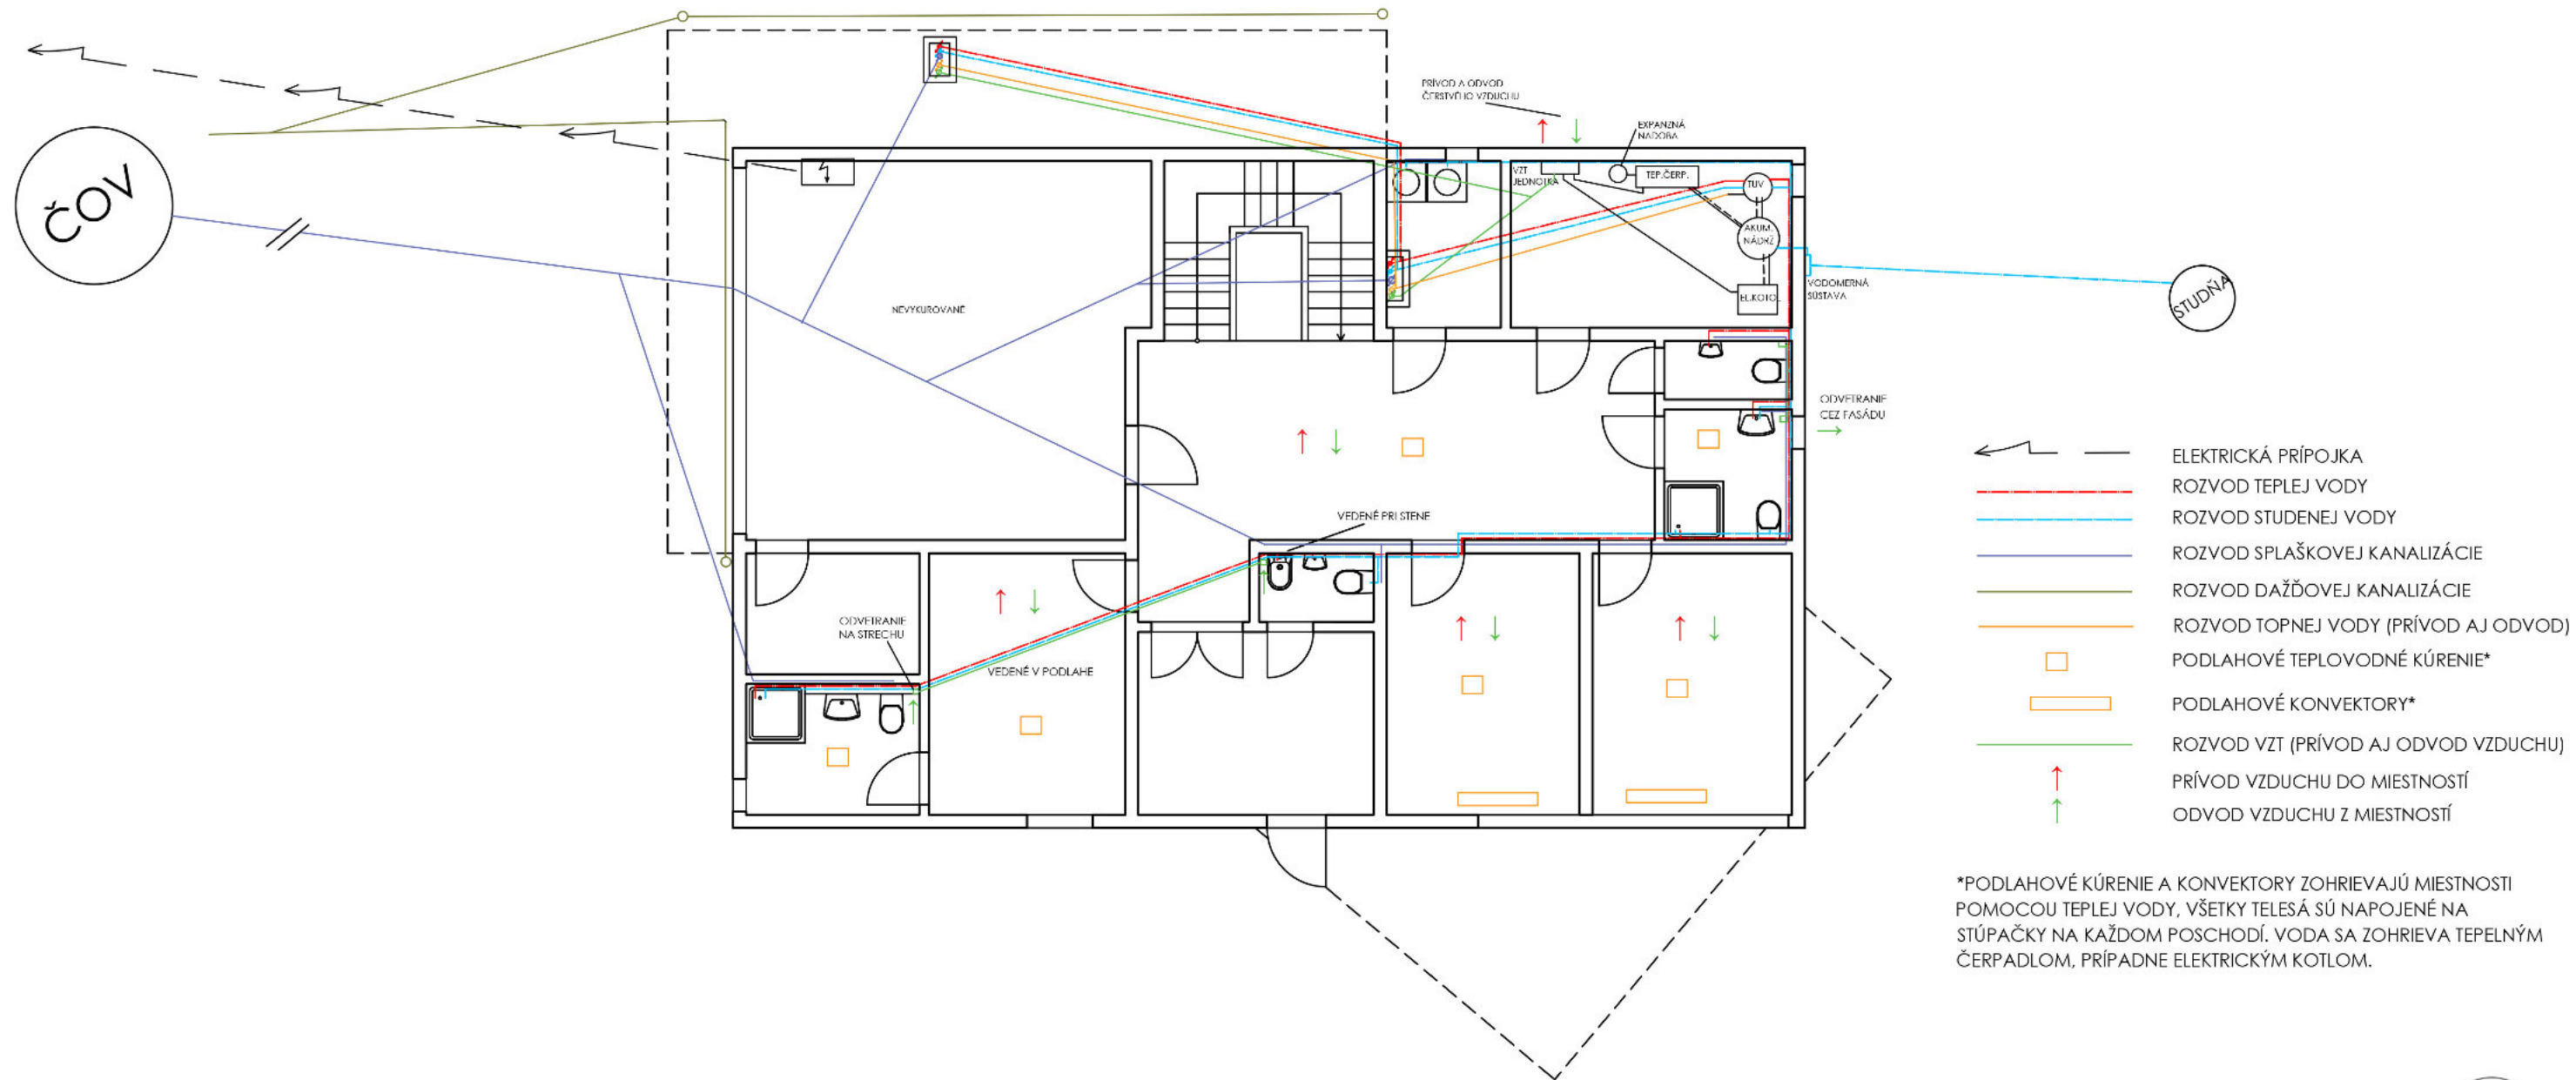 PRÍVOD A ODVOD
ČERSTVÉHO VZDUCHU
EXPANZNÁ
NÁDOBA
ČOV
VZT
JEDNOTKA
TEP.ČERP.
TUV
AKUM.
NÁDRŽ
EL.KOTOL
VODOMERNÁ
SÚSTAVA
STUDŇA
NEVYKUROVANÉ
ODVETRANIE
CEZ FASÁDU
VEDENÉ PRI STENE
ODVETRANIE
NA STRECHU
VEDENÉ V PODLAHE
ELEKTRICKÁ PRÍPOJKA
ROZVOD TEPLEJ VODY
ROZVOD STUDENEJ VODY
ROZVOD SPLAŠKOVEJ KANALIZÁCIE
ROZVOD DAŽĎOVEJ KANALIZÁCIE
ROZVOD TOPNEJ VODY (PRÍVOD AJ ODVOD)
PODLAHOVÉ TEPLOVODNÉ KÚRENIE*
PODLAHOVÉ KONVEKTORY*
ROZVOD VZT (PRÍVOD AJ ODVOD VZDUCHU)
PRÍVOD VZDUCHU DO MIESTNOSTÍ
ODVOD VZDUCHU Z MIESTNOSTÍ
*PODLAHOVÉ KÚRENIE A KONVEKTORY ZOHRIEVAJÚ MIESTNOSTI
POMOCOU TEPLEJ VODY, VŠETKY TELESÁ SÚ NAPOJENÉ NA
STÚPAČKY NA KAŽDOM POSCHODÍ. VODA SA ZOHRIEVA TEPELNÝM
ČERPADLOM, PRÍPADNE ELEKTRICKÝM KOTLOM.